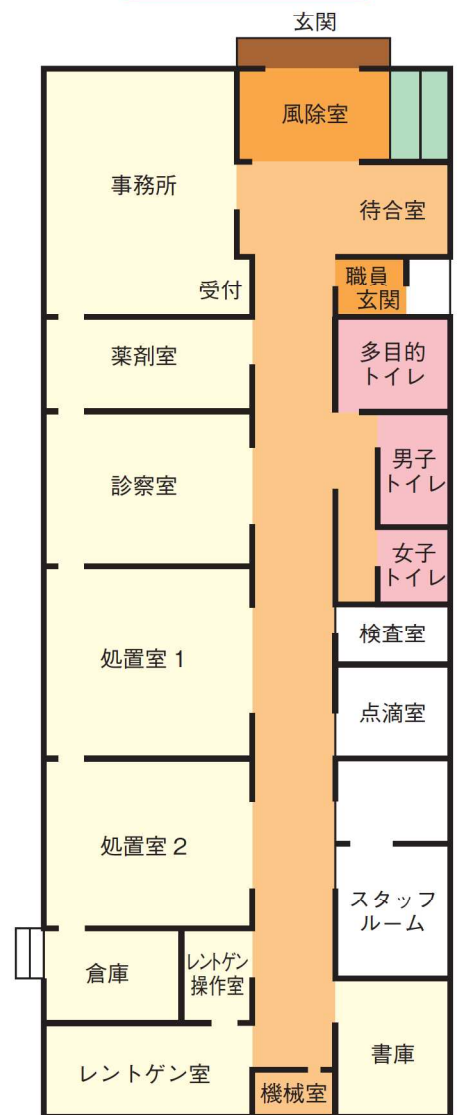 玄関
風除室
事務所
待合室
受付
職員
玄関
薬剤室
多目的
トイレ
診察室
男子
トイレ
女子
トイレ
処置室１
検査室
点滴室
処置室２
スタッフ
ルーム
倉庫
レントゲン
操作室
レントゲン室
書庫
機械室